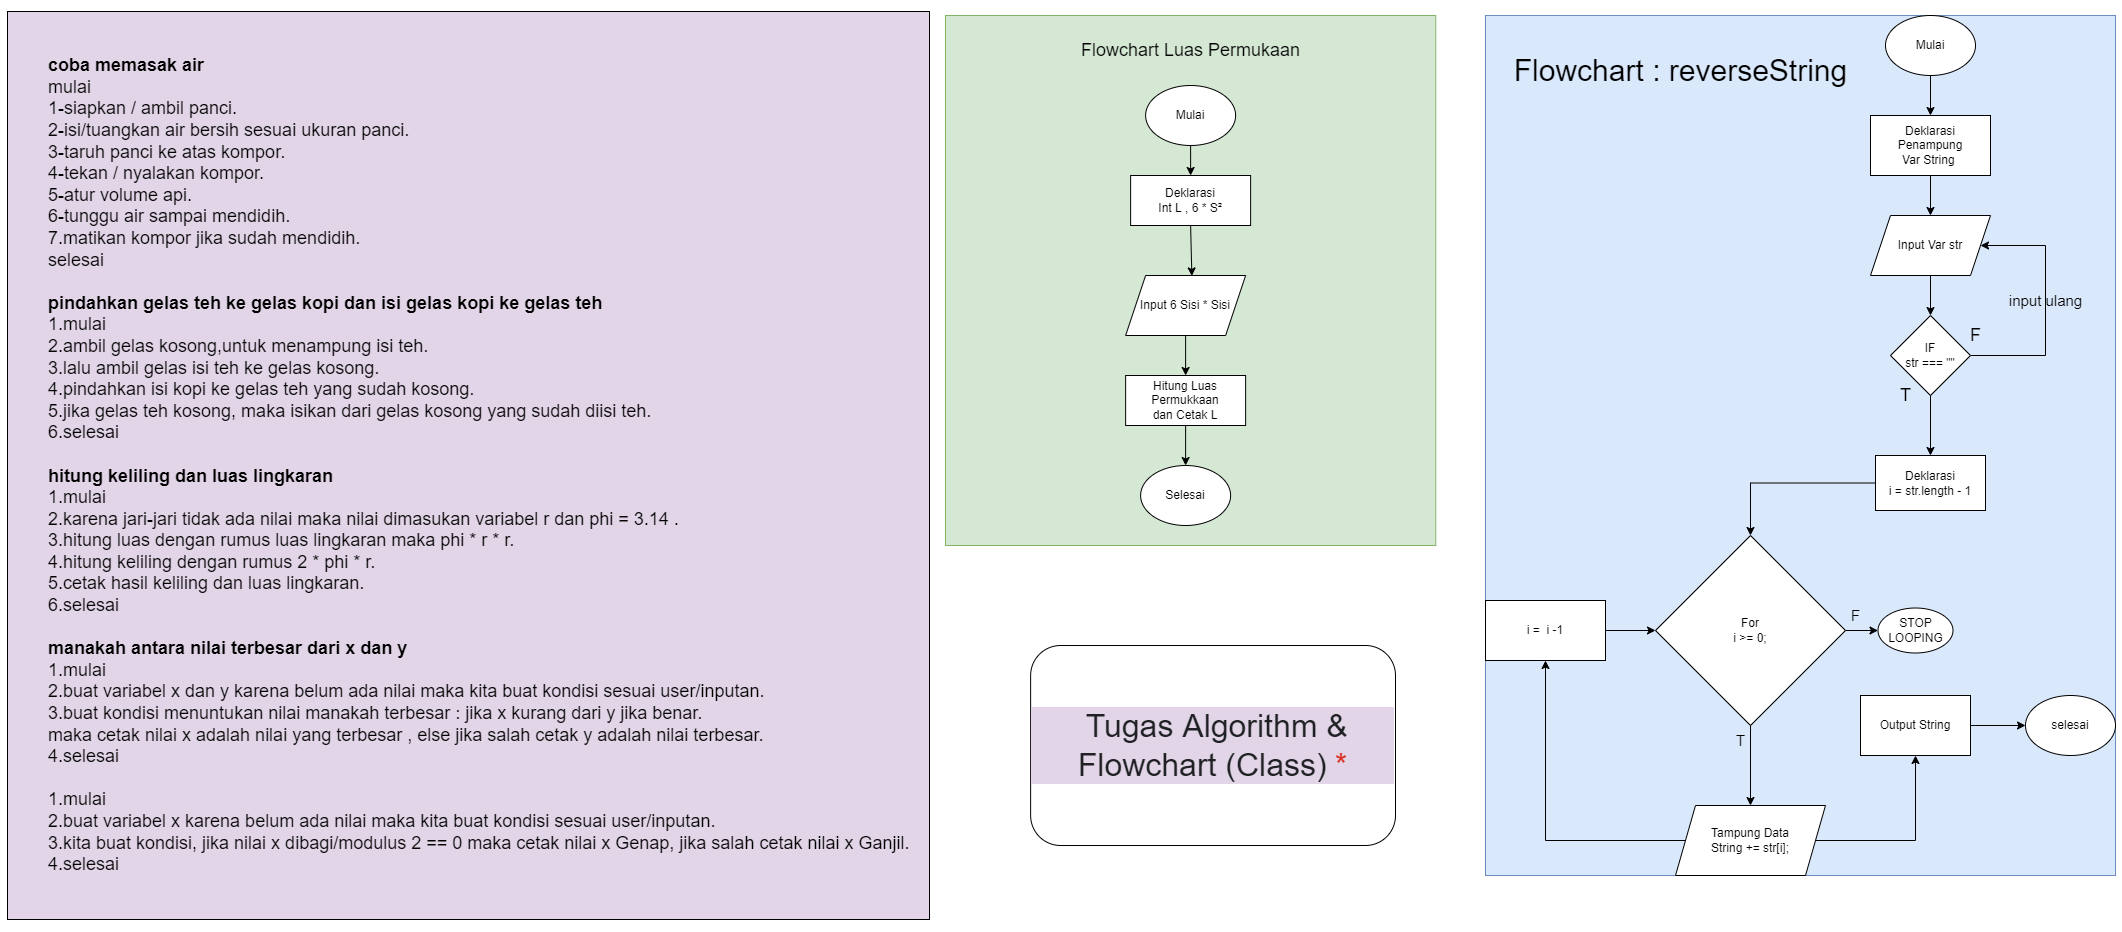 coba memasak air
mulai
1-siapkan / ambil panci.
2-isi/tuangkan air bersih sesuai ukuran panci.
3-taruh panci ke atas kompor.
4-tekan / nyalakan kompor.
5-atur volume api.
6-tunggu air sampai mendidih.
7.matikan kompor jika sudah mendidih.
selesai
pindahkan gelas teh ke gelas kopi dan isi gelas kopi ke gelas teh
1.mulai
2.ambil gelas kosong,untuk menampung isi teh.
3.lalu ambil gelas isi teh ke gelas kosong.
4.pindahkan isi kopi ke gelas teh yang sudah kosong.
5.jika gelas teh kosong, maka isikan dari gelas kosong yang sudah diisi teh.
6.selesai
hitung keliling dan luas lingkaran
1.mulai
2.karena jari-jari tidak ada nilai maka nilai dimasukan variabel r dan phi = 3.14 .
3.hitung luas dengan rumus luas lingkaran maka phi * r * r.
4.hitung keliling dengan rumus 2 * phi * r.
5.cetak hasil keliling dan luas lingkaran.
6.selesai
manakah antara nilai terbesar dari x dan y
1.mulai
2.buat variabel x dan y karena belum ada nilai maka kita buat kondisi sesuai user/inputan.
3.buat kondisi menuntukan nilai manakah terbesar : jika x kurang dari y jika benar.
maka cetak nilai x adalah nilai yang terbesar , else jika salah cetak y adalah nilai terbesar.
4.selesai
1.mulai
2.buat variabel x karena belum ada nilai maka kita buat kondisi sesuai user/inputan.
3.kita buat kondisi, jika nilai x dibagi/modulus 2 == 0 maka cetak nilai x Genap, jika salah cetak nilai x Ganjil.
4.selesai
Flowchart Luas Permukaan
Mulai
Deklarasi
Int L , 6 * S²
Input 6 Sisi * Sisi
Hitung Luas
Permukkaan
dan Cetak L
Selesai
Tugas Algorithm &
Flowchart (Class) *
Flowchart : reverseString
Mulai
Deklarasi
Penampung
Var String
Input Var str
input ulang
IF
str === ""
F
T
Deklarasi
i = str.length - 1
For
i >= 0;
i = i -1
F
STOP
LOOPING
T
Tampung Data
String += str[i];
Output String
selesai